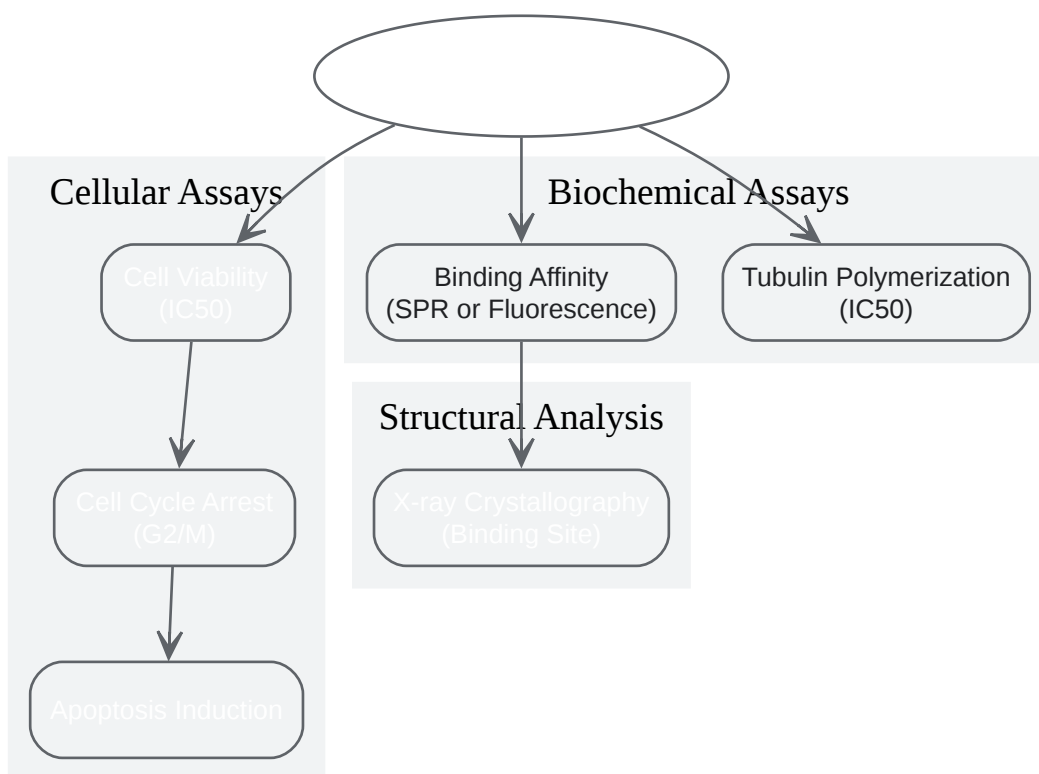 Cellular Assays
Biochemical Assays
Cell Viability
(IC50)
Binding Affinity
(SPR or Fluorescence)
Tubulin Polymerization
(IC50)
Structural Analysis
Cell Cycle Arrest
(G2/M)
X-ray Crystallography
(Binding Site)
Apoptosis Induction